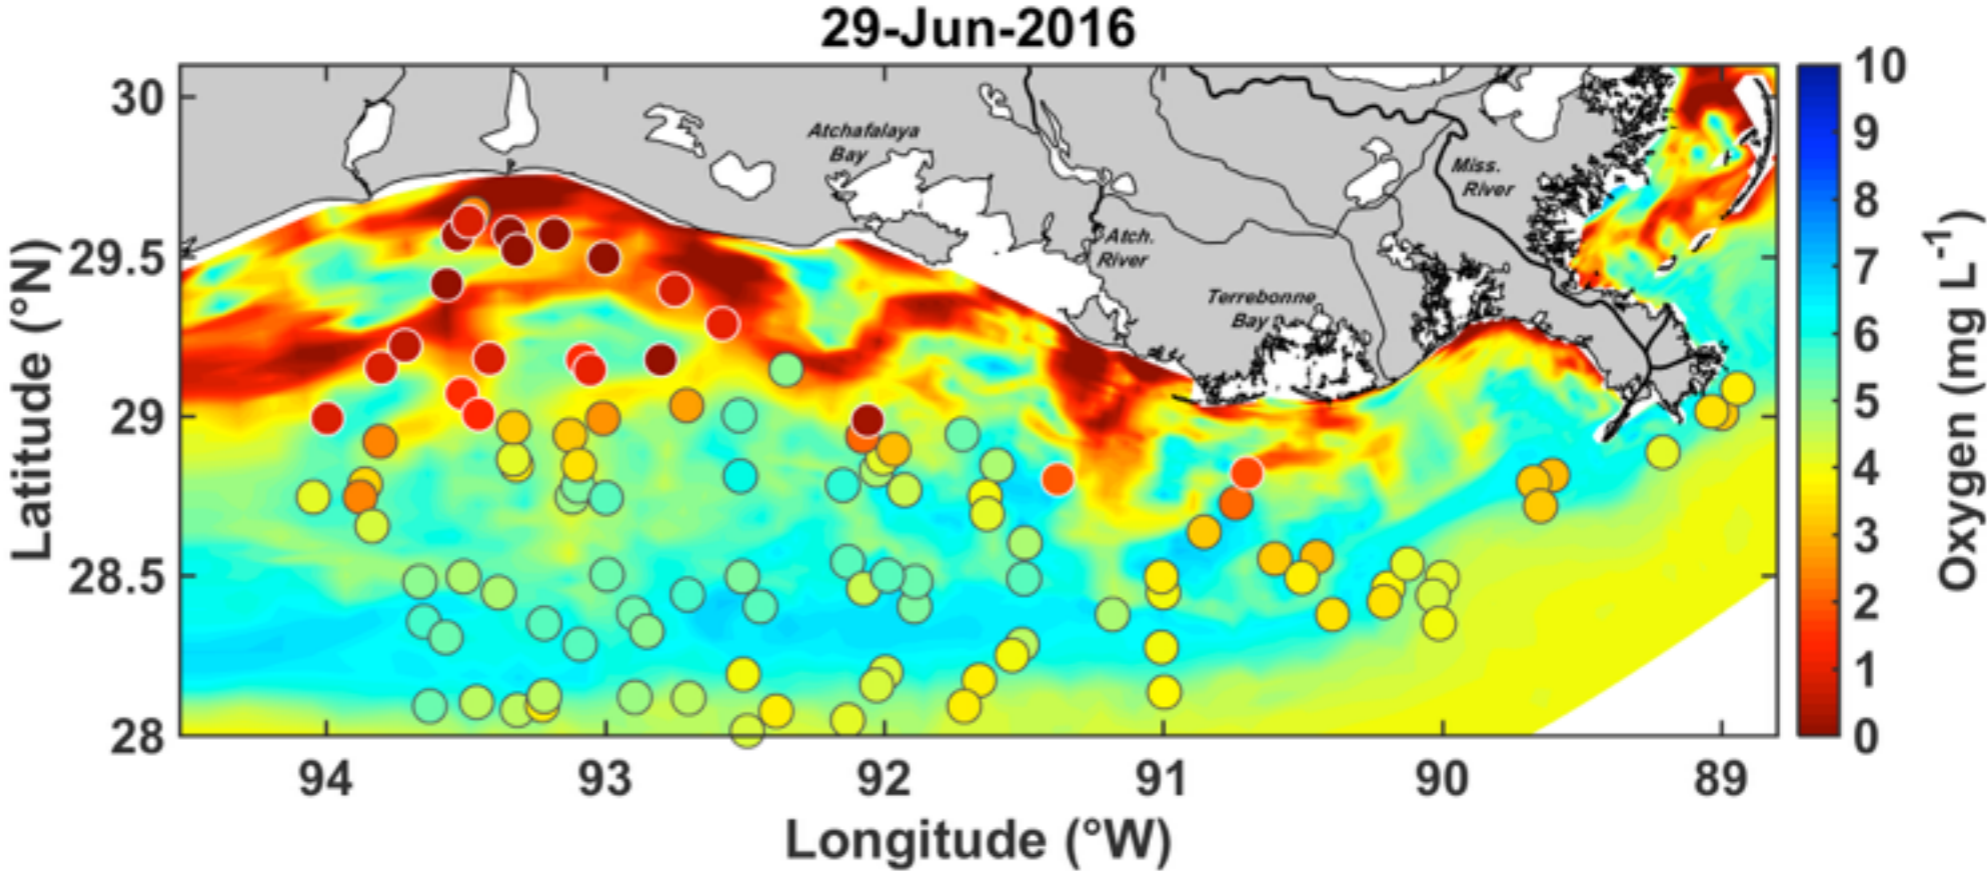 29-Jun-2016
30
29.5
29
28.5
28
Latitude (°N)
Atchafalaya
Bay
Miss.
River
Atch.
River
Terrebonne
Bay
94
93
92
91
90
89
Longitude (°W)
10
9
8
7
6
5
4
3
2
1
0
Oxygen (mg L-1)